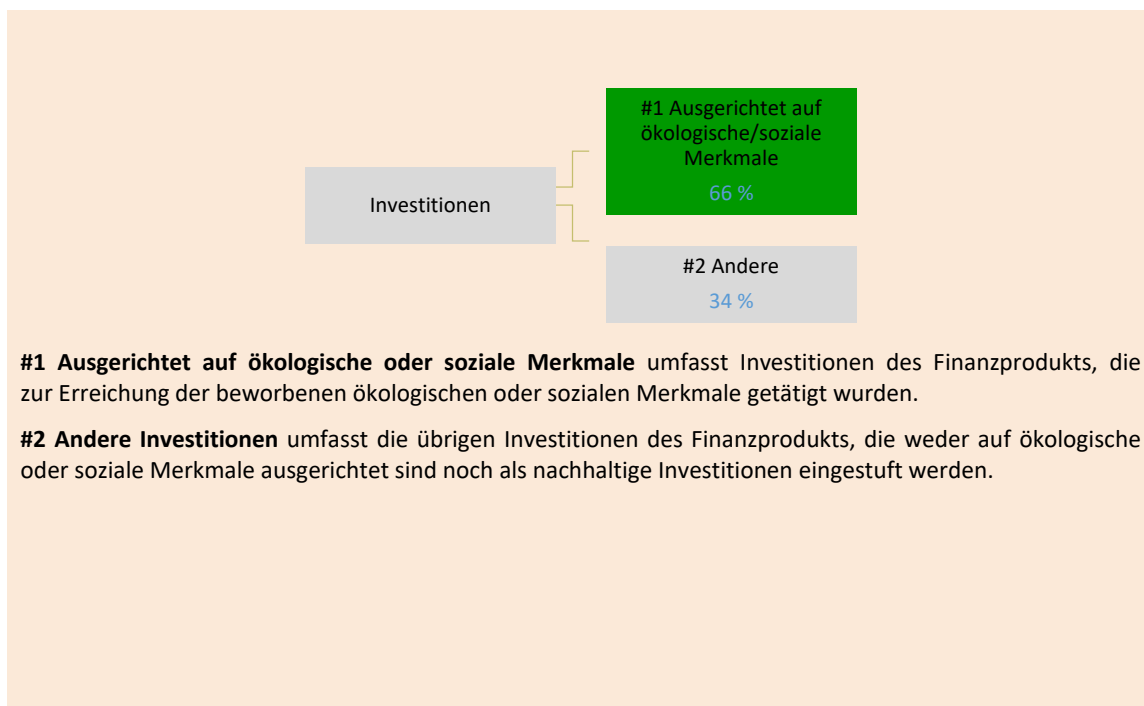 #1 Ausgerichtet auf
ökologische/soziale
Merkmale
66 %
Investitionen
#2 Andere
34 %
#1 Ausgerichtet auf ökologische oder soziale Merkmale umfasst Investitionen des Finanzprodukts, die
zur Erreichung der beworbenen ökologischen oder sozialen Merkmale getätigt wurden.
#2 Andere Investitionen umfasst die übrigen Investitionen des Finanzprodukts, die weder auf ökologische
oder soziale Merkmale ausgerichtet sind noch als nachhaltige Investitionen eingestuft werden.